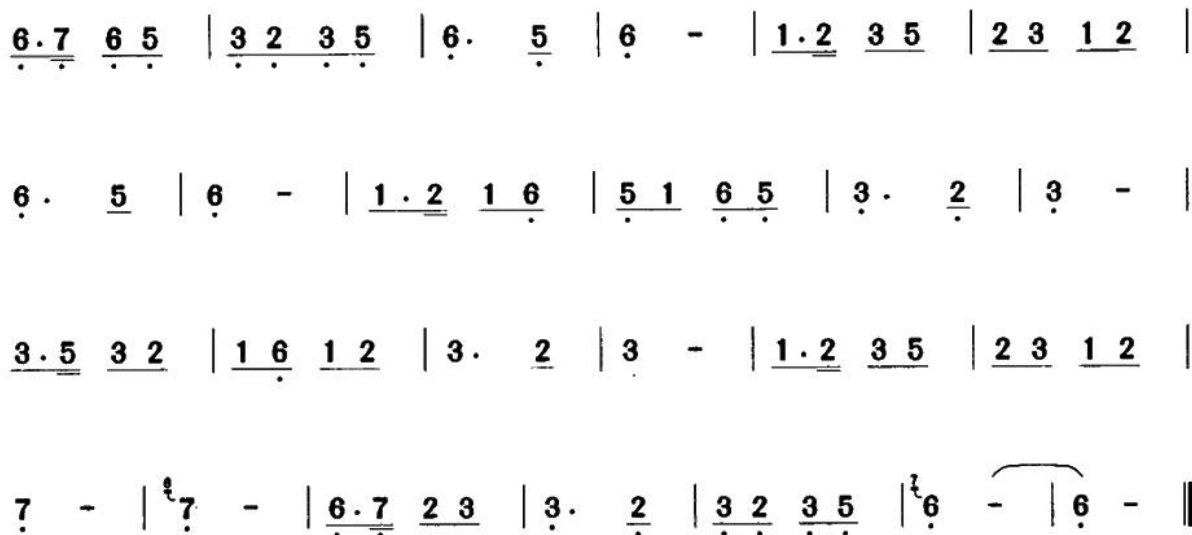 6̣·7̣ 6̣ 5̣ | 3̣ 2̣ 3̣ 5̣ | 6̣· 5̣ | 6̣ - | 1·2 3 5 | 2 3 1 2 |
6̣· 5 | 6̣ - | 1·2 1 6̣ | 5̣ 1 6̣ 5̣ | 3̣· 2̣ | 3̣ - |
3·5 3 2 | 1 6̣ 1 2 | 3· 2 | 3 - | 1·2 3 5 | 2 3 1 2 |
7̣ - | 6 7̣ - | 6̣·7̣ 2 3 | 3̣· 2̣ | 3̣ 2̣ 3̣ 5̣ | 7 6̣ - | 6̣ - ‖